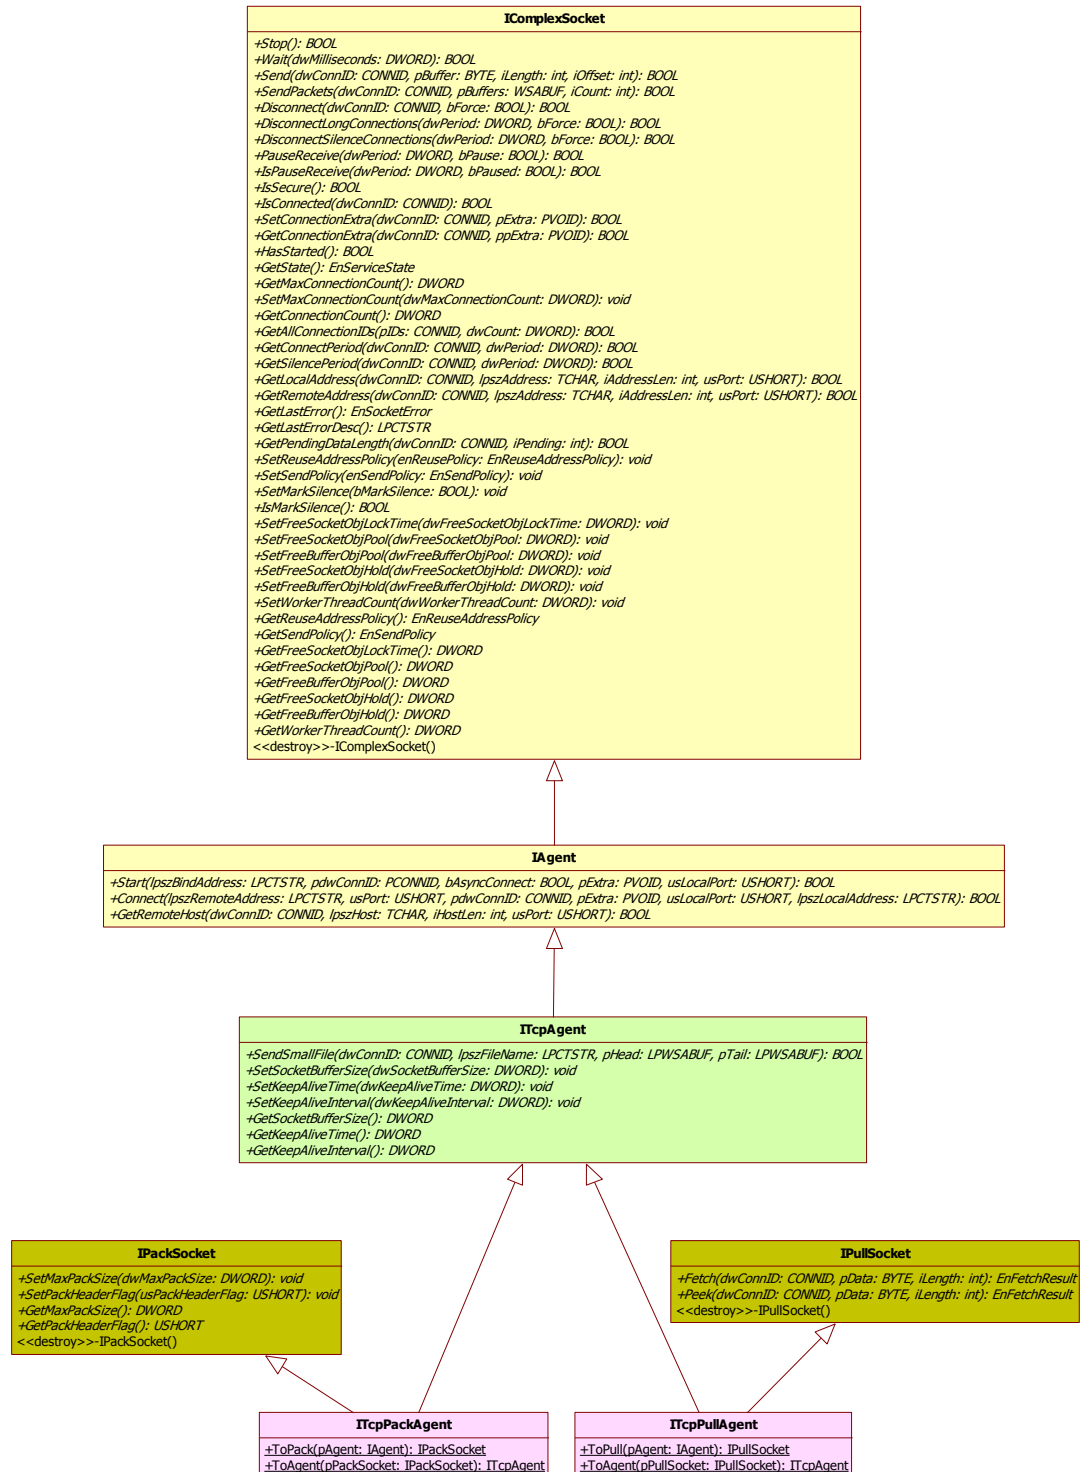 IComplexSocket
+Stop(): BOOL
+Wait(dwMilliseconds: DWORD): BOOL
+Send(dwConnID: CONNID, pBuffer: BYTE, iLength: int, iOffset: int): BOOL
+SendPackets(dwConnID: CONNID, pBuffers: WSABUF, iCount: int): BOOL
+Disconnect(dwConnID: CONNID, bForce: BOOL): BOOL
+DisconnectLongConnections(dwPeriod: DWORD, bForce: BOOL): BOOL
+DisconnectSilenceConnections(dwPeriod: DWORD, bForce: BOOL): BOOL
+PauseReceive(dwPeriod: DWORD, bPause: BOOL): BOOL
+IsPauseReceive(dwPeriod: DWORD, bPaused: BOOL): BOOL
+IsSecure(): BOOL
+IsConnected(dwConnID: CONNID): BOOL
+SetConnectionExtra(dwConnID: CONNID, pExtra: PVOID): BOOL
+GetConnectionExtra(dwConnID: CONNID, ppExtra: PVOID): BOOL
+HasStarted(): BOOL
+GetState(): EnServiceState
+GetMaxConnectionCount(): DWORD
+SetMaxConnectionCount(dwMaxConnectionCount: DWORD): void
+GetConnectionCount(): DWORD
+GetAllConnectionIDs(pIDs: CONNID, dwCount: DWORD): BOOL
+GetConnectPeriod(dwConnID: CONNID, dwPeriod: DWORD): BOOL
+GetSilencePeriod(dwConnID: CONNID, dwPeriod: DWORD): BOOL
+GetLocalAddress(dwConnID: CONNID, lpszAddress: TCHAR, iAddressLen: int, usPort: USHORT): BOOL
+GetRemoteAddress(dwConnID: CONNID, lpszAddress: TCHAR, iAddressLen: int, usPort: USHORT): BOOL
+GetLastError(): EnSocketError
+GetLastErrorDesc(): LPCTSTR
+GetPendingDataLength(dwConnID: CONNID, iPending: int): BOOL
+SetReuseAddressPolicy(enReusePolicy: EnReuseAddressPolicy): void
+SetSendPolicy(enSendPolicy: EnSendPolicy): void
+SetMarkSilence(bMarkSilence: BOOL): void
+IsMarkSilence(): BOOL
+SetFreeSocketObjLockTime(dwFreeSocketObjLockTime: DWORD): void
+SetFreeSocketObjPool(dwFreeSocketObjPool: DWORD): void
+SetFreeBufferObjPool(dwFreeBufferObjPool: DWORD): void
+SetFreeSocketObjHold(dwFreeSocketObjHold: DWORD): void
+SetFreeBufferObjHold(dwFreeBufferObjHold: DWORD): void
+SetWorkerThreadCount(dwWorkerThreadCount: DWORD): void
+GetReuseAddressPolicy(): EnReuseAddressPolicy
+GetSendPolicy(): EnSendPolicy
+GetFreeSocketObjLockTime(): DWORD
+GetFreeSocketObjPool(): DWORD
+GetFreeBufferObjPool(): DWORD
+GetFreeSocketObjHold(): DWORD
+GetFreeBufferObjHold(): DWORD
+GetWorkerThreadCount(): DWORD
<<destroy>>-IComplexSocket()
IAgent
+Start(lpszBindAddress: LPCTSTR, pdwConnID: PCONNID, bAsyncConnect: BOOL, pExtra: PVOID, usLocalPort: USHORT): BOOL
+Connect(lpszRemoteAddress: LPCTSTR, usPort: USHORT, pdwConnID: CONNID, pExtra: PVOID, usLocalPort: USHORT, lpszLocalAddress: LPCTSTR): BOOL
+GetRemoteHost(dwConnID: CONNID, lpszHost: TCHAR, iHostLen: int, usPort: USHORT): BOOL
ITcpAgent
+SendSmallFile(dwConnID: CONNID, lpszFileName: LPCTSTR, pHead: LPWSABUF, pTail: LPWSABUF): BOOL
+SetSocketBufferSize(dwSocketBufferSize: DWORD): void
+SetKeepAliveTime(dwKeepAliveTime: DWORD): void
+SetKeepAliveInterval(dwKeepAliveInterval: DWORD): void
+GetSocketBufferSize(): DWORD
+GetKeepAliveTime(): DWORD
+GetKeepAliveInterval(): DWORD
IPackSocket
+SetMaxPackSize(dwMaxPackSize: DWORD): void
+SetPackHeaderFlag(usPackHeaderFlag: USHORT): void
+GetMaxPackSize(): DWORD
+GetPackHeaderFlag(): USHORT
<<destroy>>-IPackSocket()
IPullSocket
+Fetch(dwConnID: CONNID, pData: BYTE, iLength: int): EnFetchResult
+Peek(dwConnID: CONNID, pData: BYTE, iLength: int): EnFetchResult
<<destroy>>-IPullSocket()
ITcpPackAgent
+ToPack(pAgent: IAgent): IPackSocket
+ToAgent(pPackSocket: IPackSocket): ITcpAgent
ITcpPullAgent
+ToPull(pAgent: IAgent): IPullSocket
+ToAgent(pPullSocket: IPullSocket): ITcpAgent